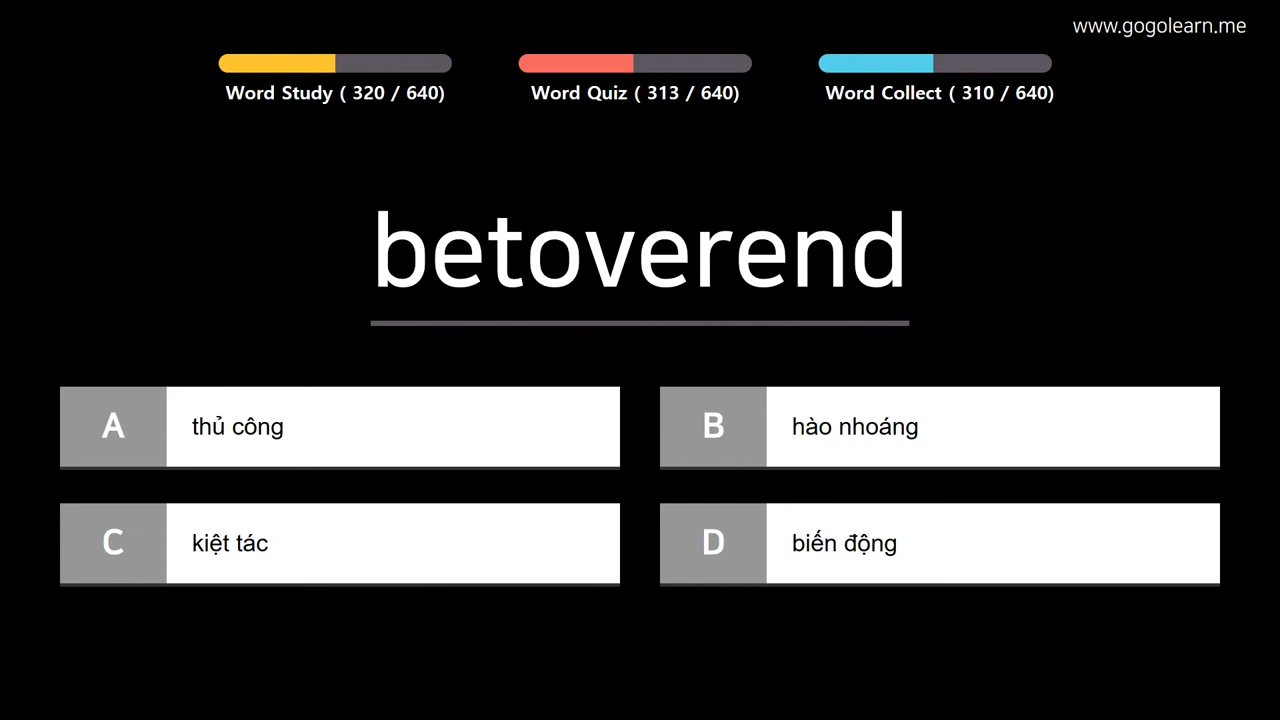 www.gogolearn.me
Word Study ( 320 / 640)
Word Quiz ( 313 / 640)
Word Collect ( 310 / 640)
betoverend
A thủ công
B hào nhoáng
C kiệt tác
D biến động